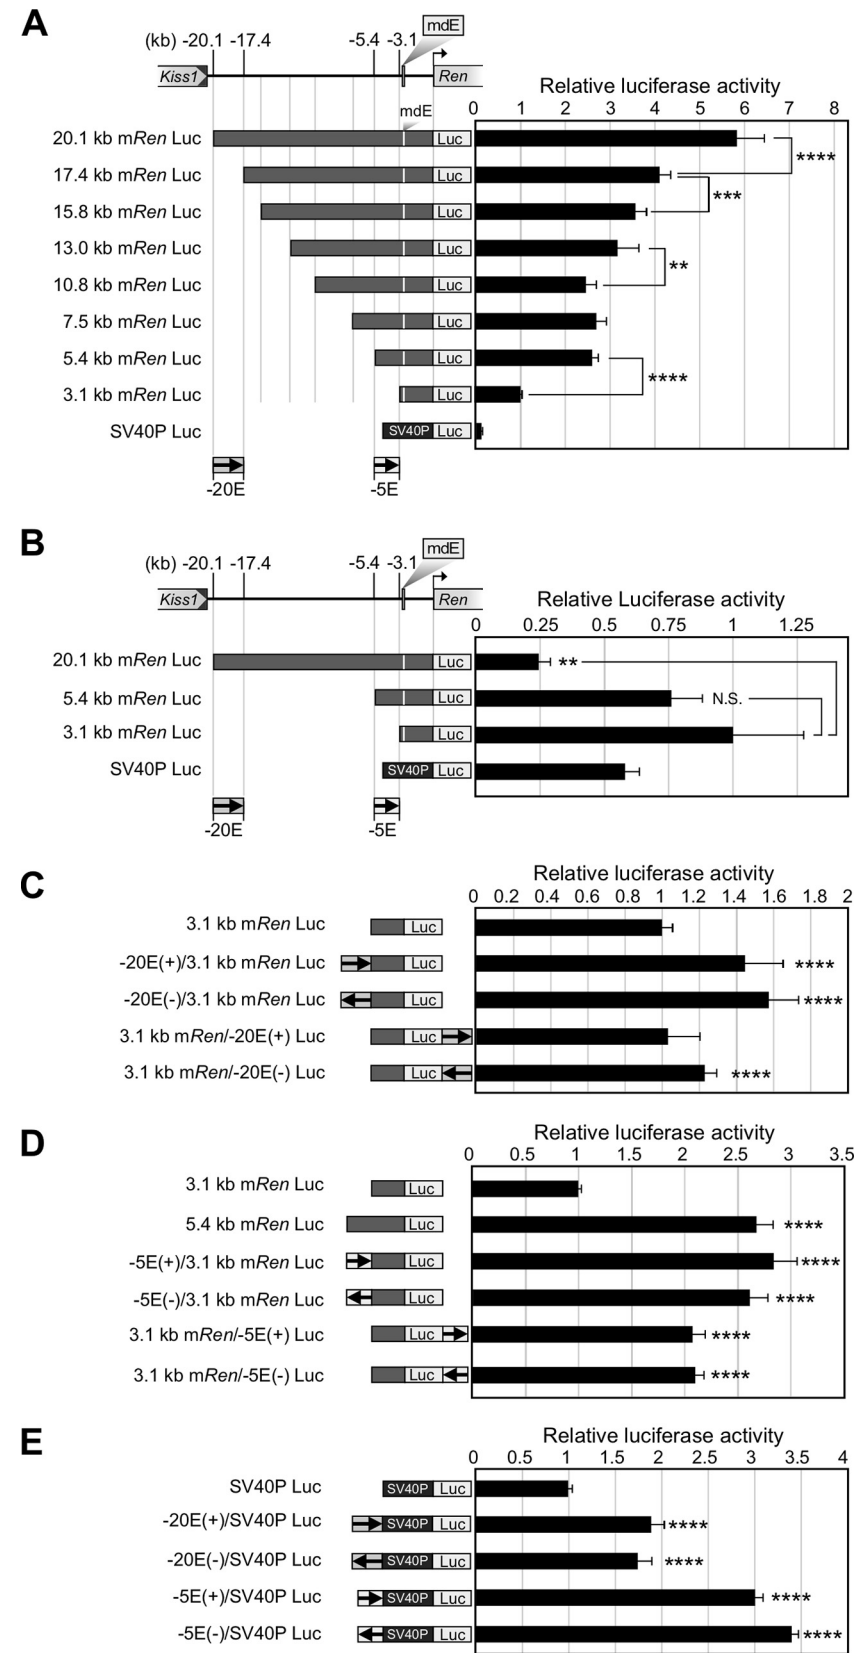 A
mdE
(kb) -20.1 -17.4 -5.4 -3.1
Kiss1 Ren
Relative luciferase activity
mdE
0 1 2 3 4 5 6 7 8
20.1 kb mRen Luc Luc ****
17.4 kb mRen Luc Luc
***
15.8 kb mRen Luc Luc
13.0 kb mRen Luc Luc
**
10.8 kb mRen Luc Luc
7.5 kb mRen Luc Luc
5.4 kb mRen Luc Luc
****
3.1 kb mRen Luc Luc
SV40P Luc SV40P Luc
-20E -5E
B
mdE
(kb) -20.1 -17.4 -5.4 -3.1
Kiss1 Ren
Relative Luciferase activity
0 0.25 0.5 0.75 1 1.25
20.1 kb mRen Luc Luc **
5.4 kb mRen Luc Luc N.S.
3.1 kb mRen Luc Luc
SV40P Luc SV40P Luc
-20E -5E
C
Relative luciferase activity
0 0.2 0.4 0.6 0.8 1 1.2 1.4 1.6 1.8 2
3.1 kb mRen Luc Luc
-20E(+)/3.1 kb mRen Luc Luc ****
-20E(-)/3.1 kb mRen Luc Luc ****
3.1 kb mRen/-20E(+) Luc Luc
3.1 kb mRen/-20E(-) Luc Luc ****
D
Relative luciferase activity
0 0.5 1 1.5 2 2.5 3 3.5
3.1 kb mRen Luc Luc
5.4 kb mRen Luc Luc ****
-5E(+)/3.1 kb mRen Luc Luc ****
-5E(-)/3.1 kb mRen Luc Luc ****
3.1 kb mRen/-5E(+) Luc Luc ****
3.1 kb mRen/-5E(-) Luc Luc ****
E
Relative luciferase activity
0 0.5 1 1.5 2 2.5 3 3.5 4
SV40P Luc SV40P Luc
-20E(+)/SV40P Luc SV40P Luc ****
-20E(-)/SV40P Luc SV40P Luc ****
-5E(+)/SV40P Luc SV40P Luc ****
-5E(-)/SV40P Luc SV40P Luc ****